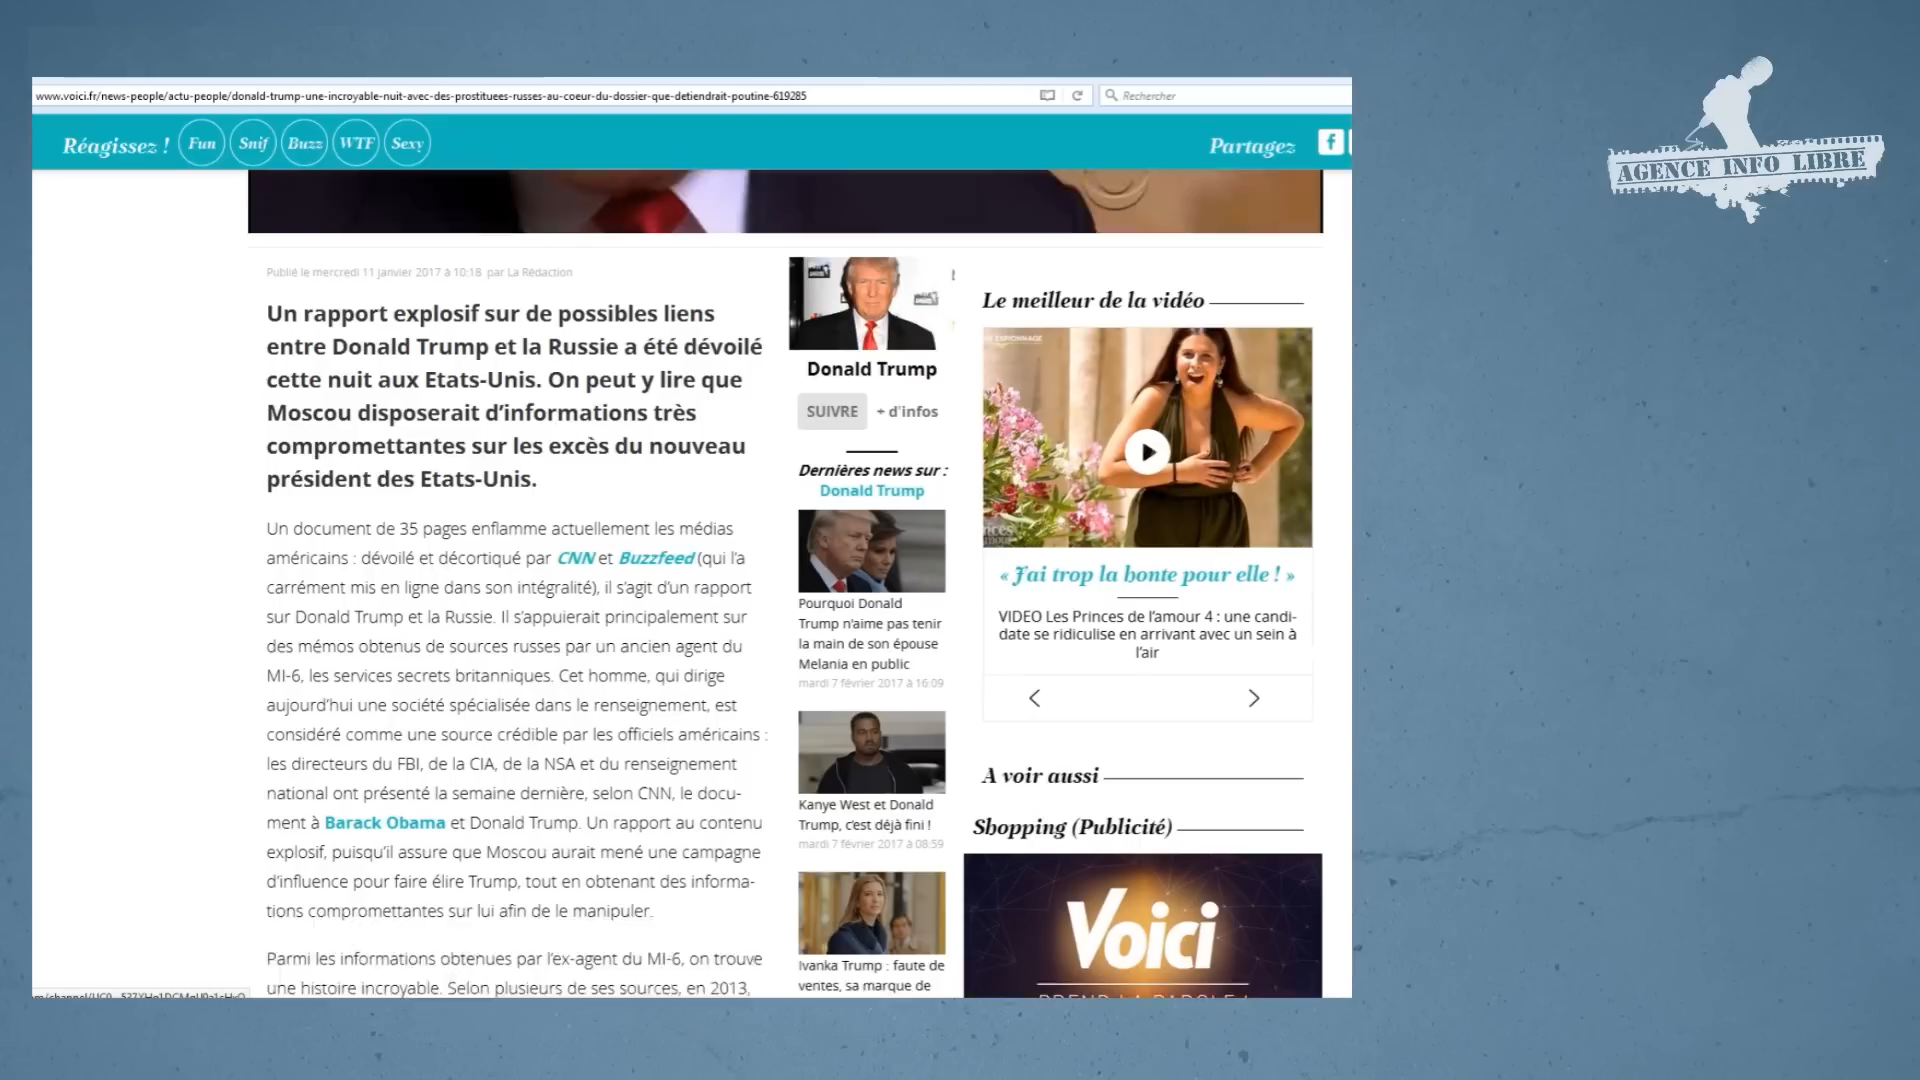 www.voici.fr/news-people/actu-people/donald-trump-une-incroyable-nuit-avec-des-prostituees-russes-au-coeur-du-dossier-que-detiendrait-poutine-619285
Rechercher
Réagissez !
Fun
Snif
Buzz
WTF
Sexy
Partagez
f
AGENCE INFO LIBRE
Publié le mercredi 11 janvier 2017 à 10:18 par La Rédaction
Un rapport explosif sur de possibles liens
entre Donald Trump et la Russie a été dévoilé
cette nuit aux Etats-Unis. On peut y lire que
Moscou disposerait d’informations très
compromettantes sur les excès du nouveau
président des Etats-Unis.
Un document de 35 pages enflamme actuellement les médias
américains : dévoilé et décortiqué par CNN et Buzzfeed (qui l’a
carrément mis en ligne dans son intégralité), il s’agit d’un rapport
sur Donald Trump et la Russie. Il s’appuierait principalement sur
des mémos obtenus de sources russes par un ancien agent du
MI-6, les services secrets britanniques. Cet homme, qui dirige
aujourd’hui une société spécialisée dans le renseignement, est
considéré comme une source crédible par les officiels américains :
les directeurs du FBI, de la CIA, de la NSA et du renseignement
national ont présenté la semaine dernière, selon CNN, le docu-
ment à Barack Obama et Donald Trump. Un rapport au contenu
explosif, puisqu’il assure que Moscou aurait mené une campagne
d’influence pour faire élire Trump, tout en obtenant des informa-
tions compromettantes sur lui afin de le manipuler.
Parmi les informations obtenues par l’ex-agent du MI-6, on trouve
une histoire incroyable. Selon plusieurs de ses sources, en 2013,
Donald Trump
SUIVRE
+ d'infos
Dernières news sur :
Donald Trump
Pourquoi Donald
Trump n’aime pas tenir
la main de son épouse
Melania en public
mardi 7 février 2017 à 16:09
Kanye West et Donald
Trump, c’est déjà fini !
mardi 7 février 2017 à 08:59
Ivanka Trump : faute de
ventes, sa marque de
Le meilleur de la vidéo
« J’ai trop la honte pour elle ! »
VIDEO Les Princes de l’amour 4 : une candi-
date se ridiculise en arrivant avec un sein à
l’air
A voir aussi
Shopping (Publicité)
Voici